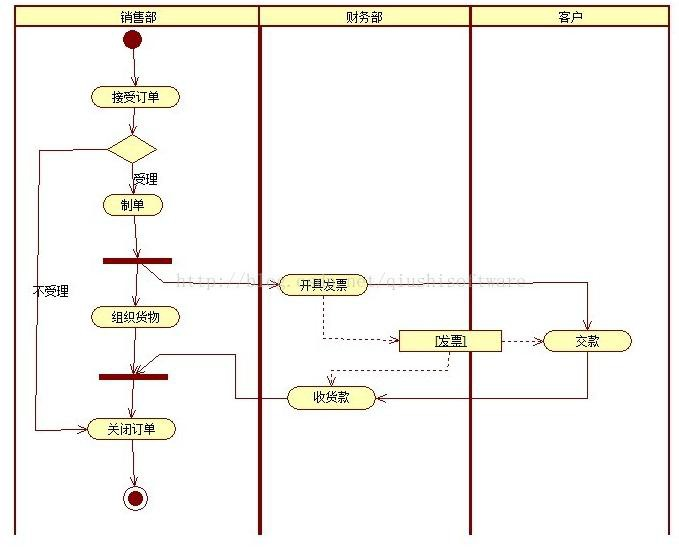 销售部
财务部
客户
接受订单
受理
制单
不受理
开具发票
组织货物
[发票]
交款
收货款
关闭订单